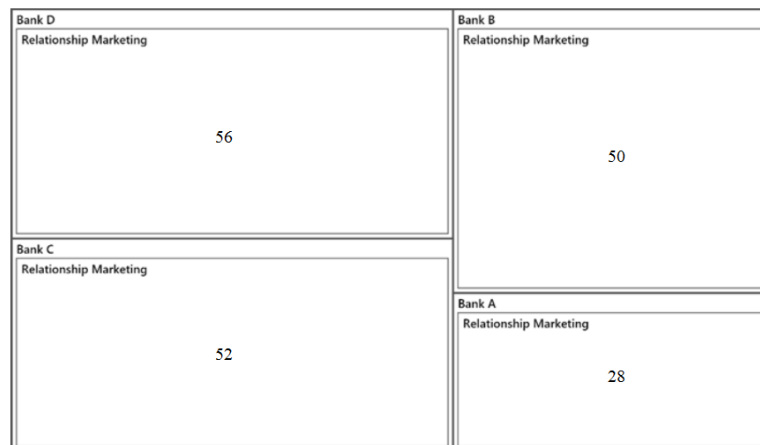 Bank D
Relationship Marketing
56
Bank B
Relationship Marketing
50
Bank C
Relationship Marketing
52
Bank A
Relationship Marketing
28